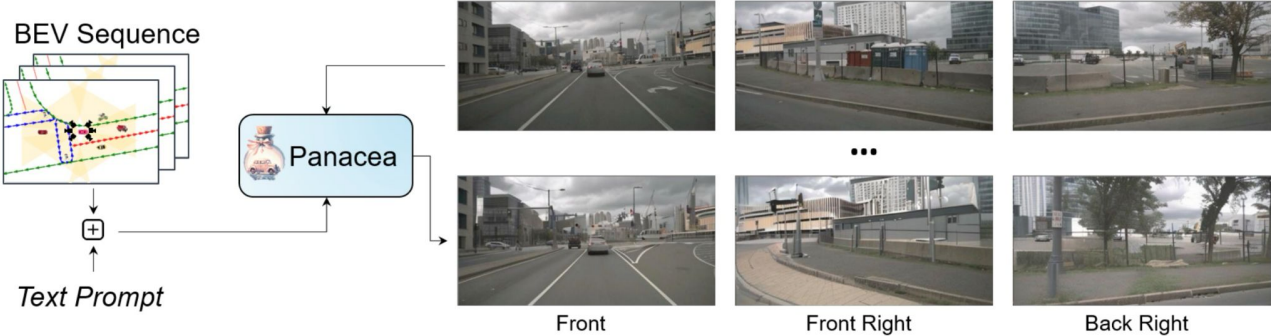 BEV Sequence
Panacea
Text Prompt
Front
Front Right
Back Right